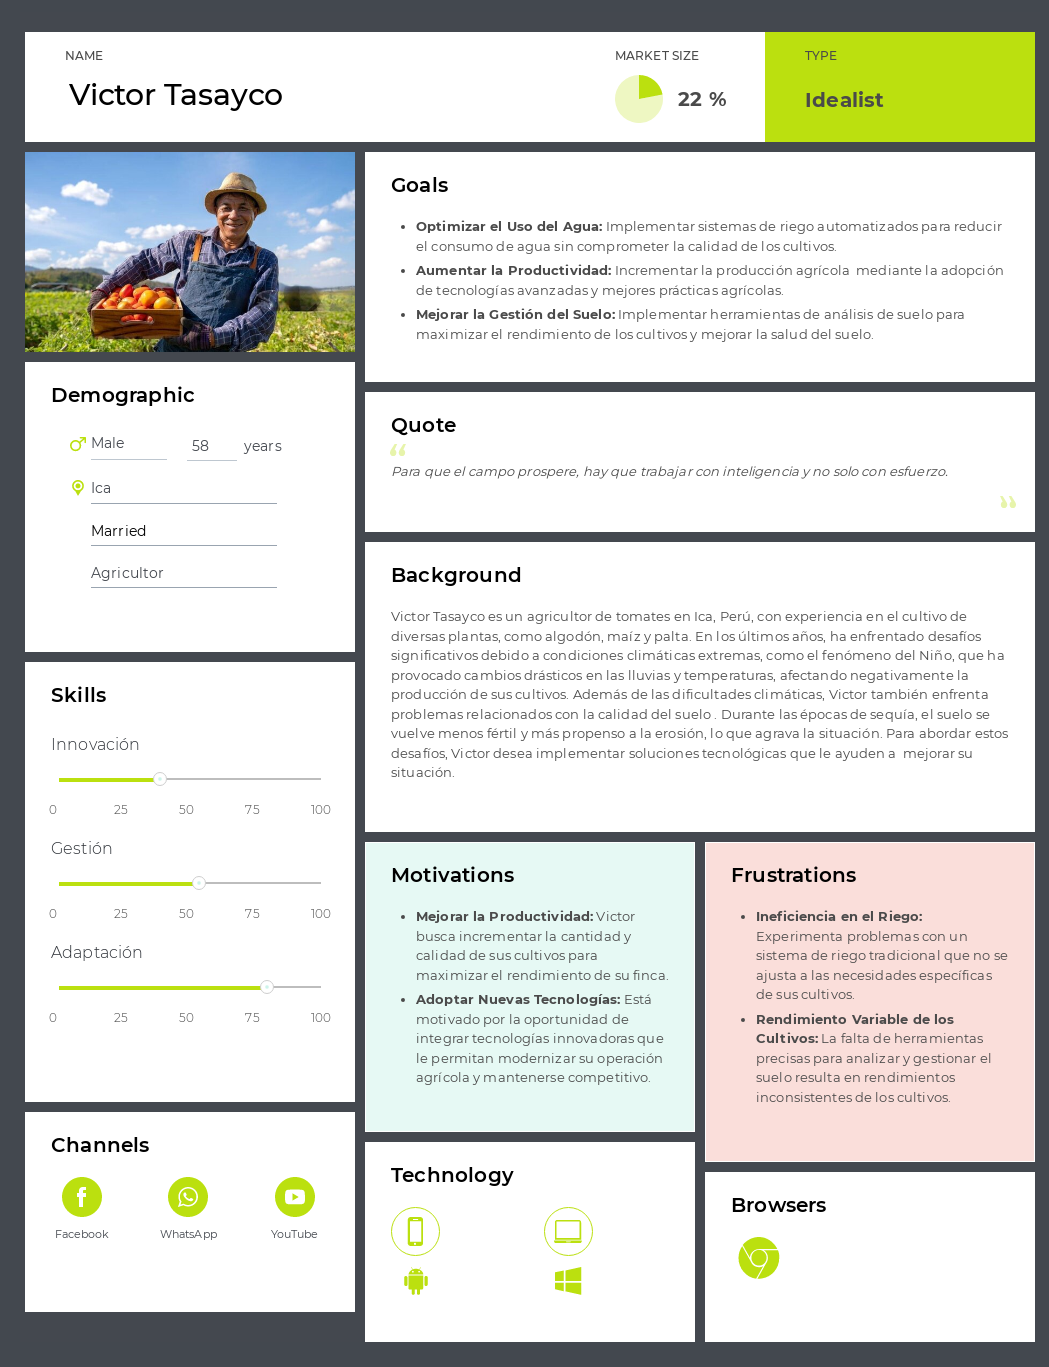 NAME
Victor Tasayco
MARKET SIZE
22 %
TYPE
Idealist
Goals
• Optimizar el Uso del Agua: Implementar sistemas de riego automatizados para reducir
el consumo de agua sin comprometer la calidad de los cultivos.
• Aumentar la Productividad: Incrementar la producción agrícola mediante la adopción
de tecnologías avanzadas y mejores prácticas agrícolas.
• Mejorar la Gestión del Suelo: Implementar herramientas de análisis de suelo para
maximizar el rendimiento de los cultivos y mejorar la salud del suelo.
Demographic
Male 58 years
Ica
Married
Agricultor
Quote
“
Para que el campo prospere, hay que trabajar con inteligencia y no solo con esfuerzo.
”
Background
Victor Tasayco es un agricultor de tomates en Ica, Perú, con experiencia en el cultivo de
diversas plantas, como algodón, maíz y palta. En los últimos años, ha enfrentado desafíos
significativos debido a condiciones climáticas extremas, como el fenómeno del Niño, que ha
provocado cambios drásticos en las lluvias y temperaturas, afectando negativamente la
producción de sus cultivos. Además de las dificultades climáticas, Victor también enfrenta
problemas relacionados con la calidad del suelo . Durante las épocas de sequía, el suelo se
vuelve menos fértil y más propenso a la erosión, lo que agrava la situación. Para abordar estos
desafíos, Victor desea implementar soluciones tecnológicas que le ayuden a mejorar su
situación.
Skills
Innovación
0 25 50 75 100
Gestión
0 25 50 75 100
Adaptación
0 25 50 75 100
Motivations
• Mejorar la Productividad: Victor
busca incrementar la cantidad y
calidad de sus cultivos para
maximizar el rendimiento de su finca.
• Adoptar Nuevas Tecnologías: Está
motivado por la oportunidad de
integrar tecnologías innovadoras que
le permitan modernizar su operación
agrícola y mantenerse competitivo.
Frustrations
• Ineficiencia en el Riego:
Experimenta problemas con un
sistema de riego tradicional que no se
ajusta a las necesidades específicas
de sus cultivos.
• Rendimiento Variable de los
Cultivos: La falta de herramientas
precisas para analizar y gestionar el
suelo resulta en rendimientos
inconsistentes de los cultivos.
Channels
Facebook WhatsApp YouTube
Technology
Browsers